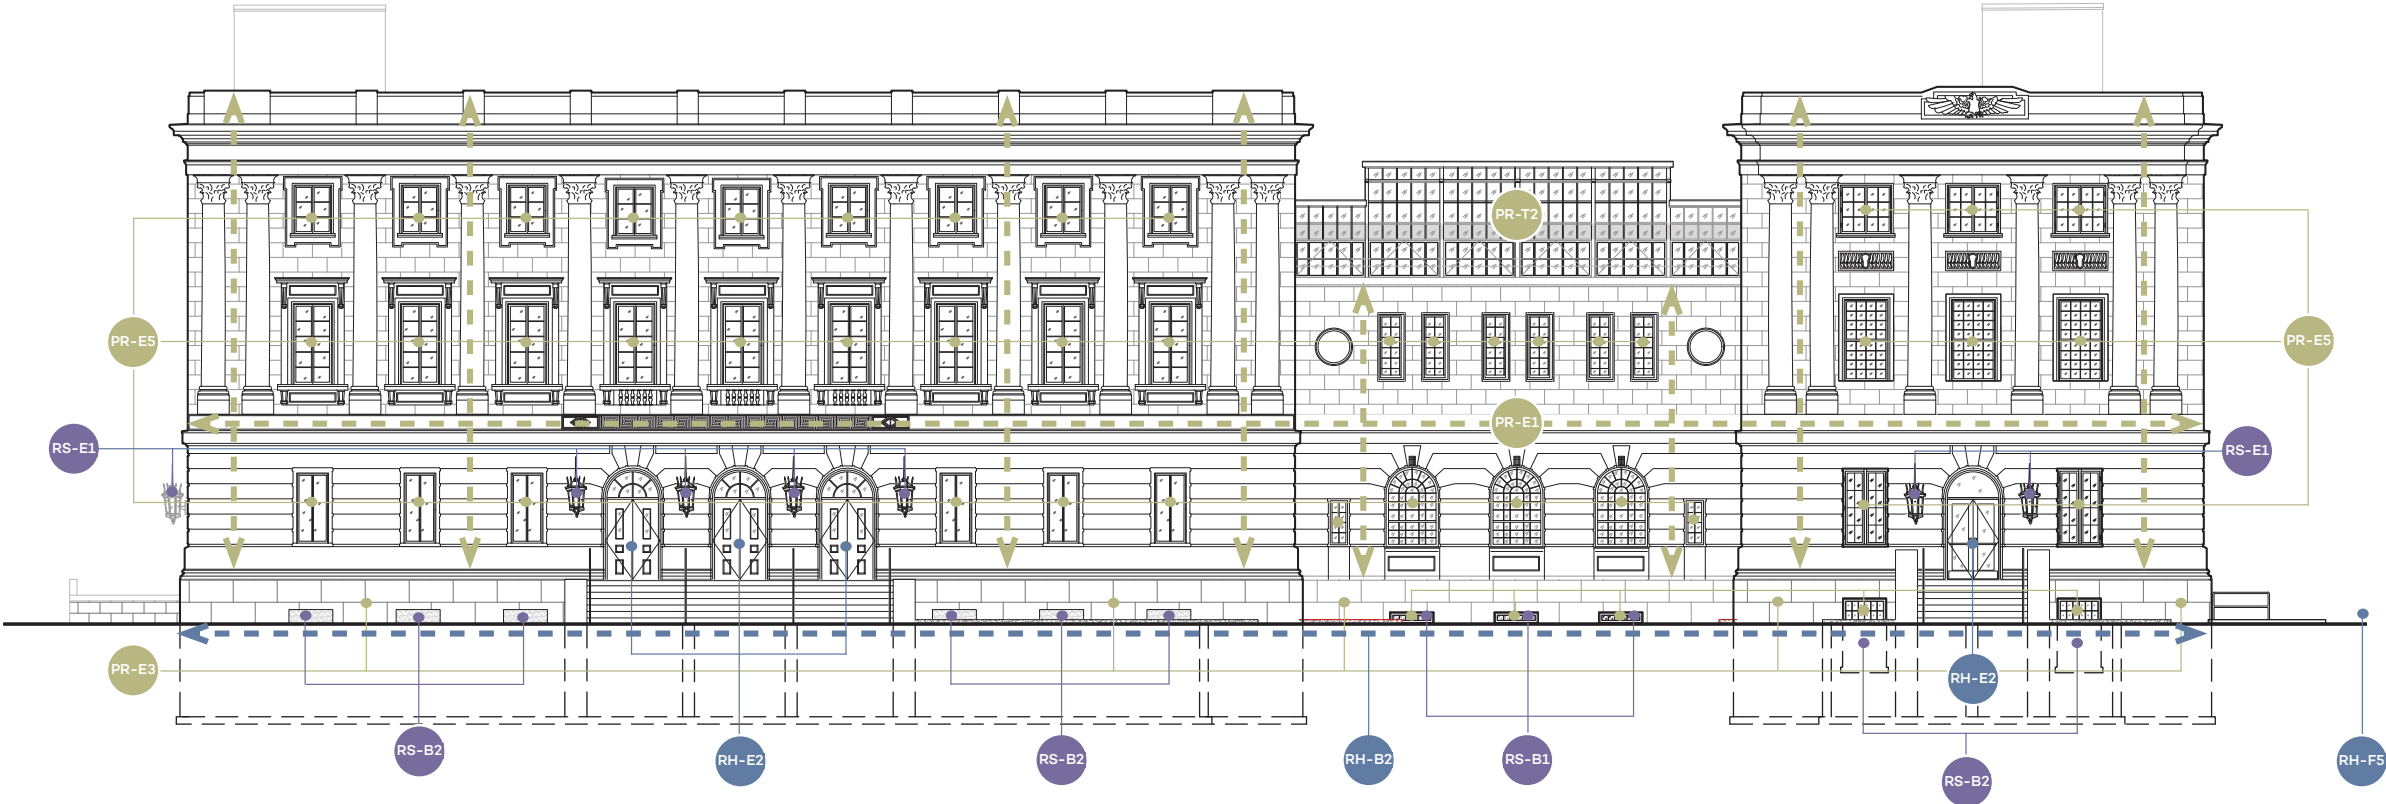 PR-T2
PR-E5
PR-E5
PR-E1
RS-E1
RS-E1
PR-E3
RH-E2
RS-B2
RH-E2
RS-B2
RH-B2
RS-B1
RS-B2
RH-F5